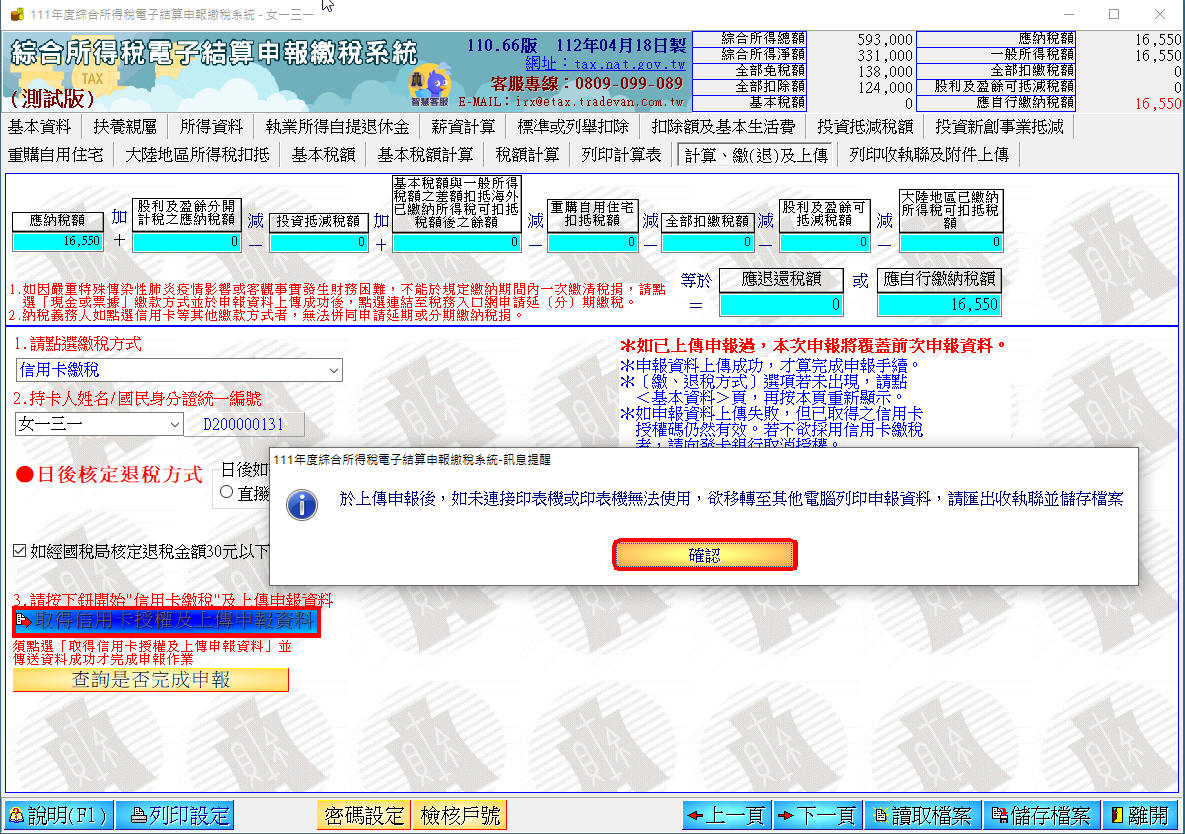 111年度綜合所得稅電子結算申報繳稅系統 - 女一三一
綜合所得稅電子結算申報繳稅系統
(測試版)
TAX
110.66版 112年04月18日製
網址：tax.nat.gov.tw
客服專線：0809-099-089
E-MAIL：irx@etax.tradevan.com.tw
智慧客服
綜合所得總額 593,000 應納稅額 16,550
綜合所得淨額 331,000 一般所得稅額 16,550
全部免稅額 138,000 全部扣繳稅額 0
全部扣除額 124,000 股利及盈餘可抵減稅額 0
基本稅額 0 應自行繳納稅額 16,550
基本資料 扶養親屬 所得資料 執業所得自提退休金 薪資計算 標準或列舉扣除 扣除額及基本生活費 投資抵減稅額 投資新創事業抵減
重購自用住宅 大陸地區所得稅扣抵 基本稅額 基本稅額計算 稅額計算 列印計算表 計算、繳(退)及上傳 列印收執聯及附件上傳
應納稅額
16,550
加
＋
股利及盈餘分開
計稅之應納稅額
0
減
－
投資抵減稅額
0
加
＋
基本稅額與一般所得
稅額之差額扣抵海外
已繳納所得稅可扣抵
稅額後之餘額
0
減
－
重購自用住宅
扣抵稅額
0
減
－
全部扣繳稅額
0
減
－
股利及盈餘可
抵減稅額
0
減
－
大陸地區已繳納
所得稅可扣抵稅
額
0
1.如因嚴重特殊傳染性肺炎疫情影響或客觀事實發生財務困難，不能於規定繳納期間內一次繳清稅捐，請點
選「現金或票據」繳款方式並於申報資料上傳成功後，點選連結至稅務入口網申請延（分）期繳稅。
2.納稅義務人如點選信用卡等其他繳款方式者，無法併同申請延期或分期繳納稅捐。
等於
＝
應退還稅額
0
或
應自行繳納稅額
16,550
1.請點選繳稅方式
信用卡繳稅
2.持卡人姓名/國民身分證統一編號
女一三一 D200000131
＊如已上傳申報過，本次申報將覆蓋前次申報資料。
＊申報資料上傳成功，才算完成申報手續。
＊〔繳、退稅方式〕選項若未出現，請點
＜基本資料＞頁，再按本頁重新顯示。
＊如申報資料上傳失敗，但已取得之信用卡
授權碼仍然有效。若不欲採用信用卡繳稅
者，請向發卡銀行取消授權。
●日後核定退稅方式
日後如
直撥
111年度綜合所得稅電子結算申報繳稅系統-訊息提醒
於上傳申報後，如未連接印表機或印表機無法使用，欲移轉至其他電腦列印申報資料，請匯出收執聯並儲存檔案
確認
如經國稅局核定退稅金額30元以下
3.請按下鈕開始"信用卡繳稅"及上傳申報資料
取得信用卡授權及上傳申報資料
須點選「取得信用卡授權及上傳申報資料」並
傳送資料成功才完成申報作業
查詢是否完成申報
說明(F1) 列印設定 密碼設定 檢核戶號 上一頁 下一頁 讀取檔案 儲存檔案 離開